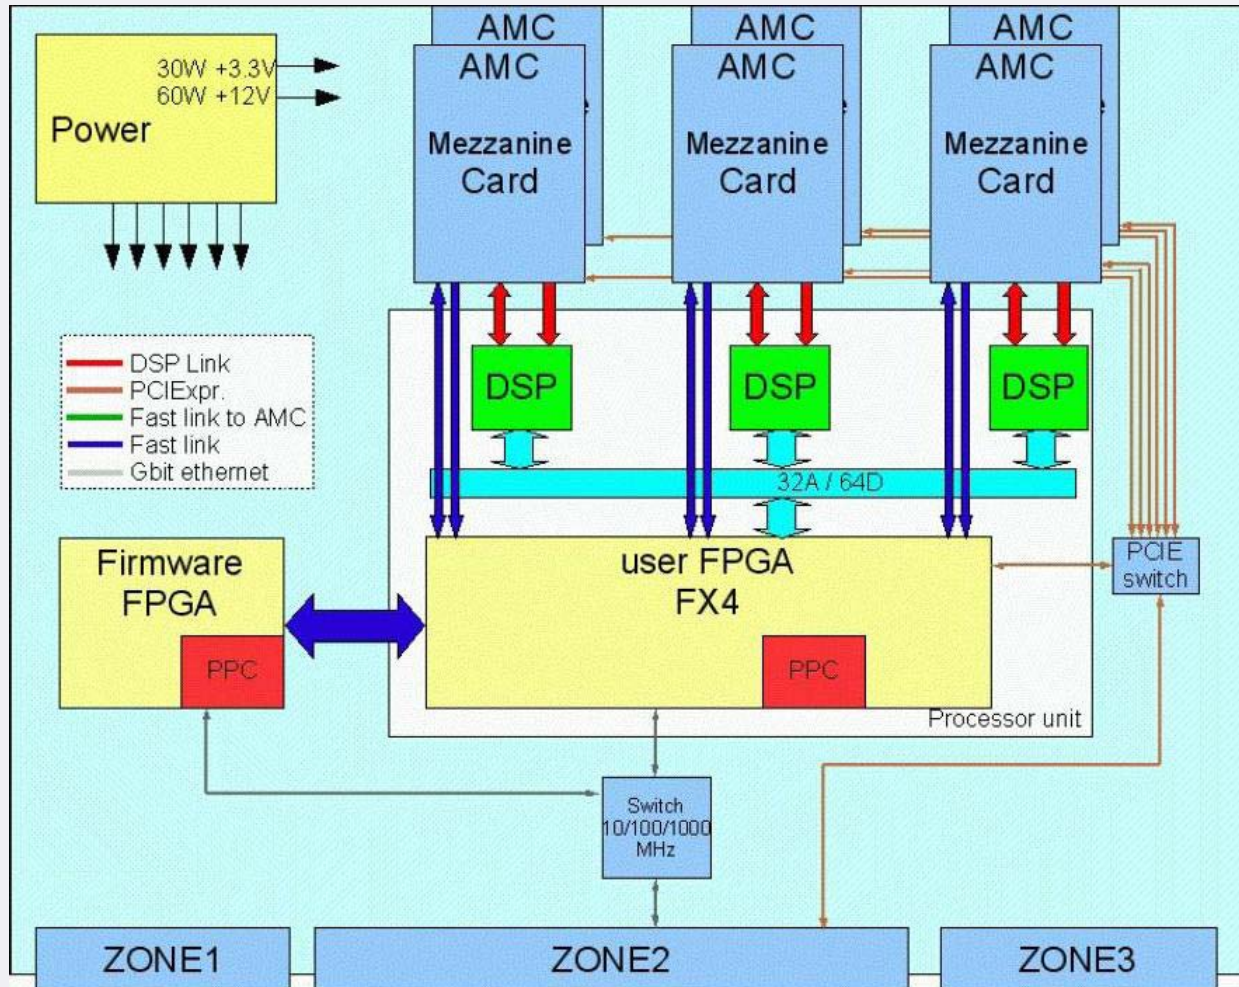 30W +3.3V
60W +12V
Power
AMC
AMC
Mezzanine
Card
AMC
AMC
Mezzanine
Card
AMC
AMC
Mezzanine
Card
DSP Link
PCIExpr.
Fast link to AMC
Fast link
Gbit ethernet
DSP
DSP
DSP
32A / 64D
Firmware
FPGA
PPC
user FPGA
FX4
PPC
Processor unit
PCIE
switch
Switch
10/100/1000
MHz
ZONE1
ZONE2
ZONE3